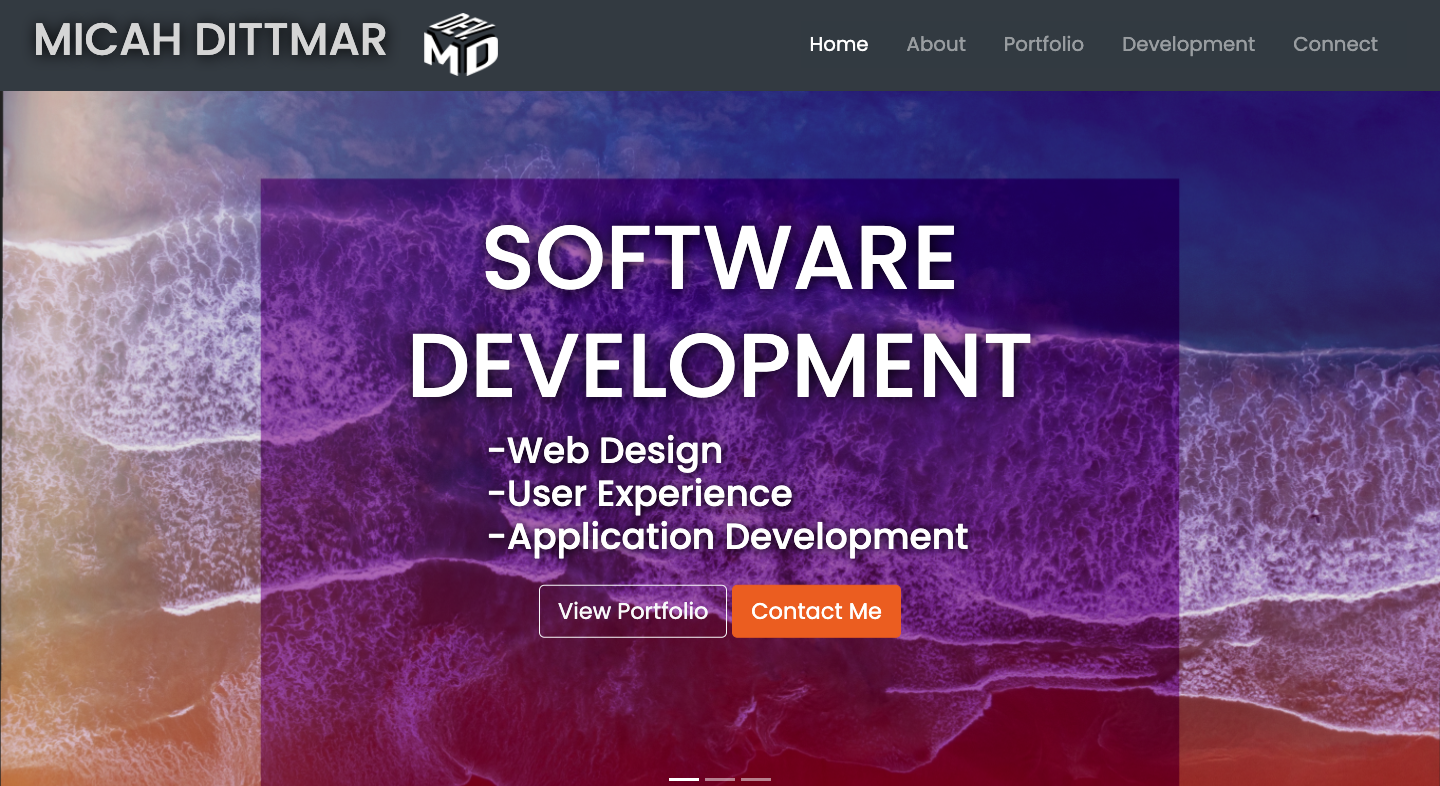 MICAH DITTMAR
DEV
MD
Home About Portfolio Development Connect
SOFTWARE
DEVELOPMENT
-Web Design
-User Experience
-Application Development
View Portfolio Contact Me